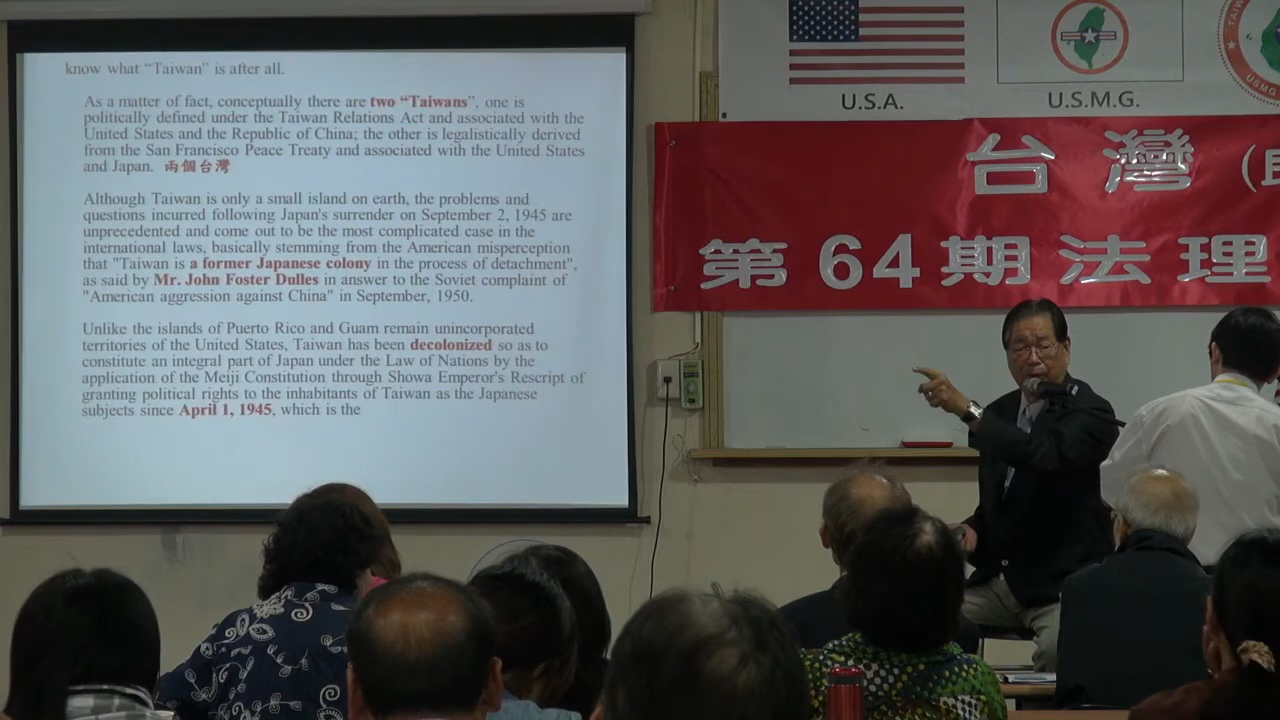 know what “Taiwan” is after all.
As a matter of fact, conceptually there are two “Taiwans”, one is
politically defined under the Taiwan Relations Act and associated with the
United States and the Republic of China; the other is legalistically derived
from the San Francisco Peace Treaty and associated with the United States
and Japan. 兩個台灣
Although Taiwan is only a small island on earth, the problems and
questions incurred following Japan's surrender on September 2, 1945 are
unprecedented and come out to be the most complicated case in the
international laws, basically stemming from the American misperception
that "Taiwan is a former Japanese colony in the process of detachment",
as said by Mr. John Foster Dulles in answer to the Soviet complaint of
"American aggression against China" in September, 1950.
Unlike the islands of Puerto Rico and Guam remain unincorporated
territories of the United States, Taiwan has been decolonized so as to
constitute an integral part of Japan under the Law of Nations by the
application of the Meiji Constitution through Showa Emperor's Rescript of
granting political rights to the inhabitants of Taiwan as the Japanese
subjects since April 1, 1945, which is the
U.S.A.
U.S.M.G.
台灣
第64期法理